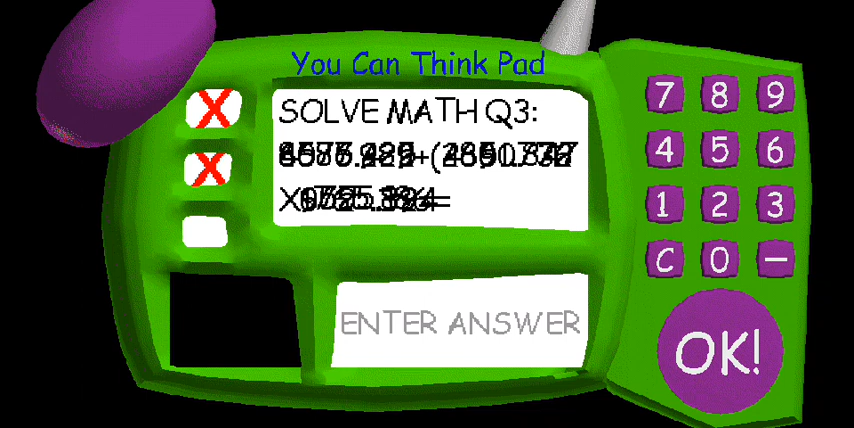 You Can Think Pad
X
X
SOLVE MATH Q3:
ENTER ANSWER
7 8 9
4 5 6
1 2 3
C 0 −
OK!